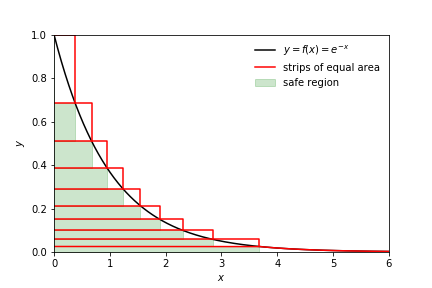 1.0
0.8
0.6
0.4
0.2
0.0
y
0 1 2 3 4 5 6
x
y = f(x) = e^{-x}
strips of equal area
safe region